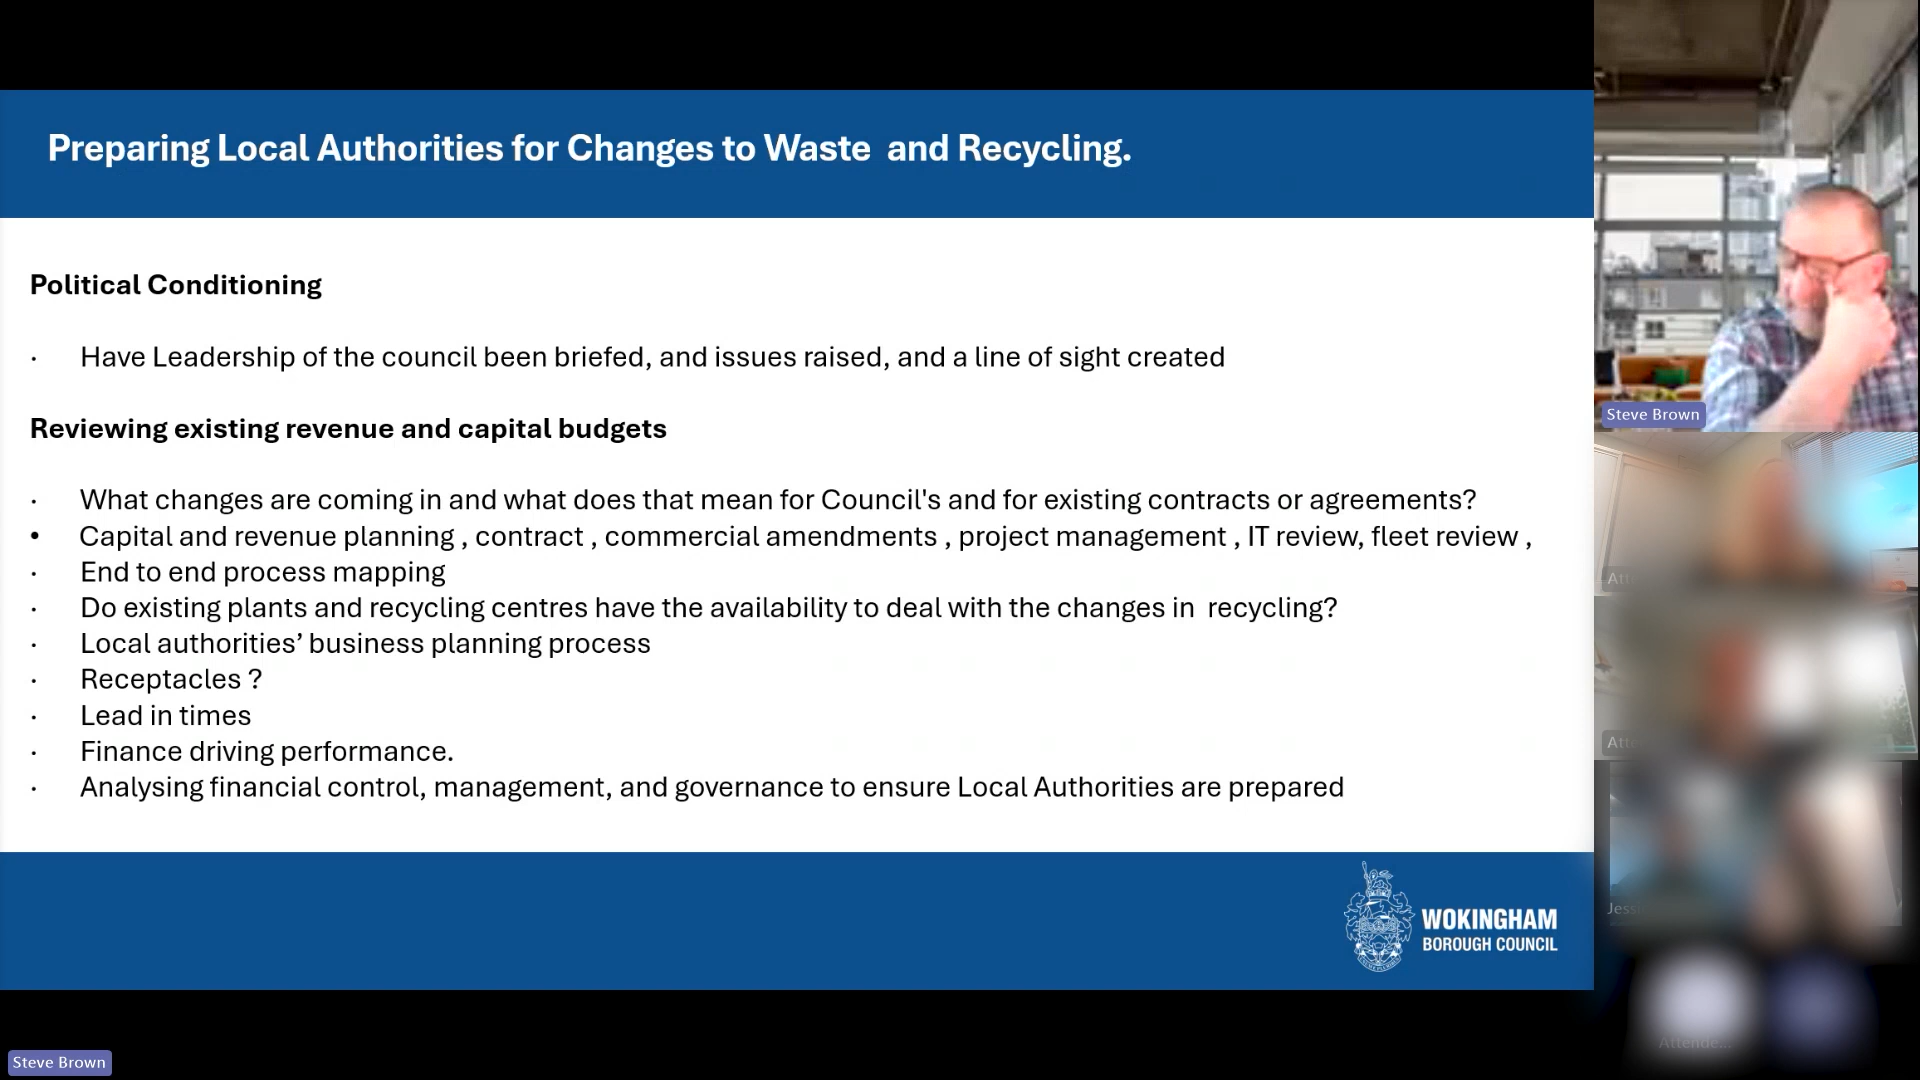 Preparing Local Authorities for Changes to Waste  and Recycling.
Political Conditioning
· Have Leadership of the council been briefed, and issues raised, and a line of sight created
Reviewing existing revenue and capital budgets
· What changes are coming in and what does that mean for Council's and for existing contracts or agreements?
• Capital and revenue planning , contract , commercial amendments , project management , IT review, fleet review ,
· End to end process mapping
· Do existing plants and recycling centres have the availability to deal with the changes in  recycling?
· Local authorities’ business planning process
· Receptacles ?
· Lead in times
· Finance driving performance.
· Analysing financial control, management, and governance to ensure Local Authorities are prepared
WOKINGHAM
BOROUGH COUNCIL
Steve Brown
Steve Brown
Attende...